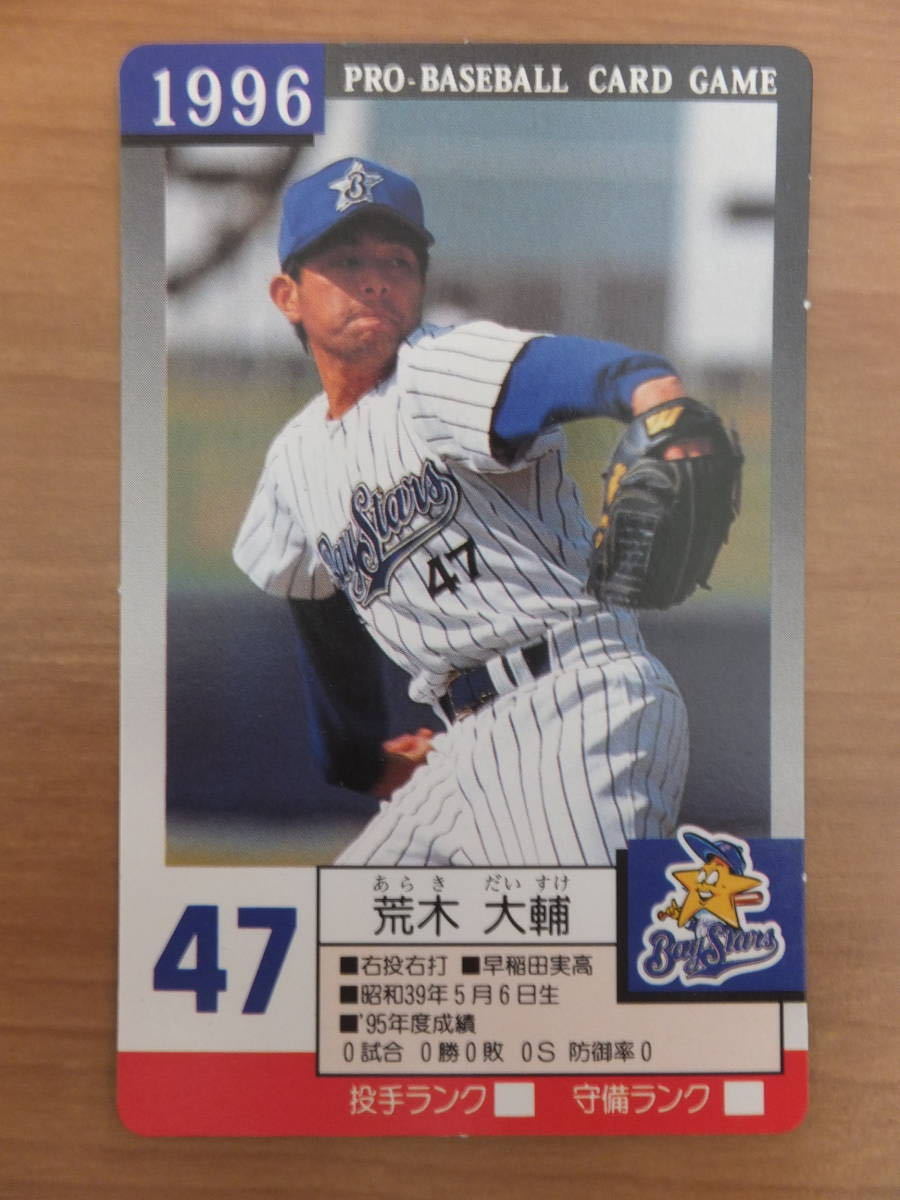 1996
PRO-BASEBALL CARD GAME
BayStars
47
47
あらき だいすけ
荒木 大輔
BayStars
■右投右打 ■早稲田実高
■昭和39年5月6日生
■'95年度成績
0試合 0勝0敗 0S 防御率0
投手ランク 守備ランク